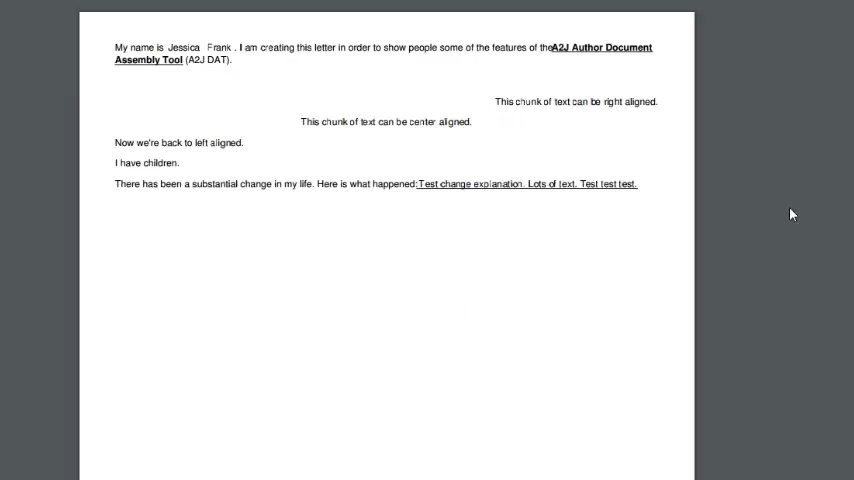 My name is Jessica Frank . I am creating this letter in order to show people some of the features of theA2J Author Document
Assembly Tool (A2J DAT).
This chunk of text can be right aligned.
This chunk of text can be center aligned.
Now we're back to left aligned.
I have children.
There has been a substantial change in my life. Here is what happened:Test change explanation. Lots of text. Test test test.